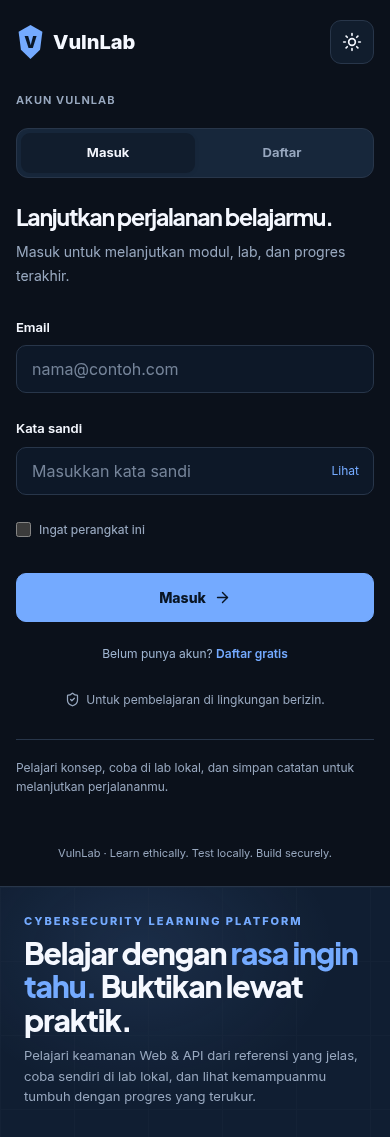 V VulnLab
AKUN VULNLAB
Masuk Daftar
Lanjutkan perjalanan belajarmu.
Masuk untuk melanjutkan modul, lab, dan progres
terakhir.
Email
nama@contoh.com
Kata sandi
Masukkan kata sandi Lihat
Ingat perangkat ini
Masuk →
Belum punya akun? Daftar gratis
Untuk pembelajaran di lingkungan berizin.
Pelajari konsep, coba di lab lokal, dan simpan catatan untuk
melanjutkan perjalananmu.
VulnLab · Learn ethically. Test locally. Build securely.
CYBERSECURITY LEARNING PLATFORM
Belajar dengan rasa ingin
tahu. Buktikan lewat
praktik.
Pelajari keamanan Web & API dari referensi yang jelas,
coba sendiri di lab lokal, dan lihat kemampuanmu
tumbuh dengan progres yang terukur.